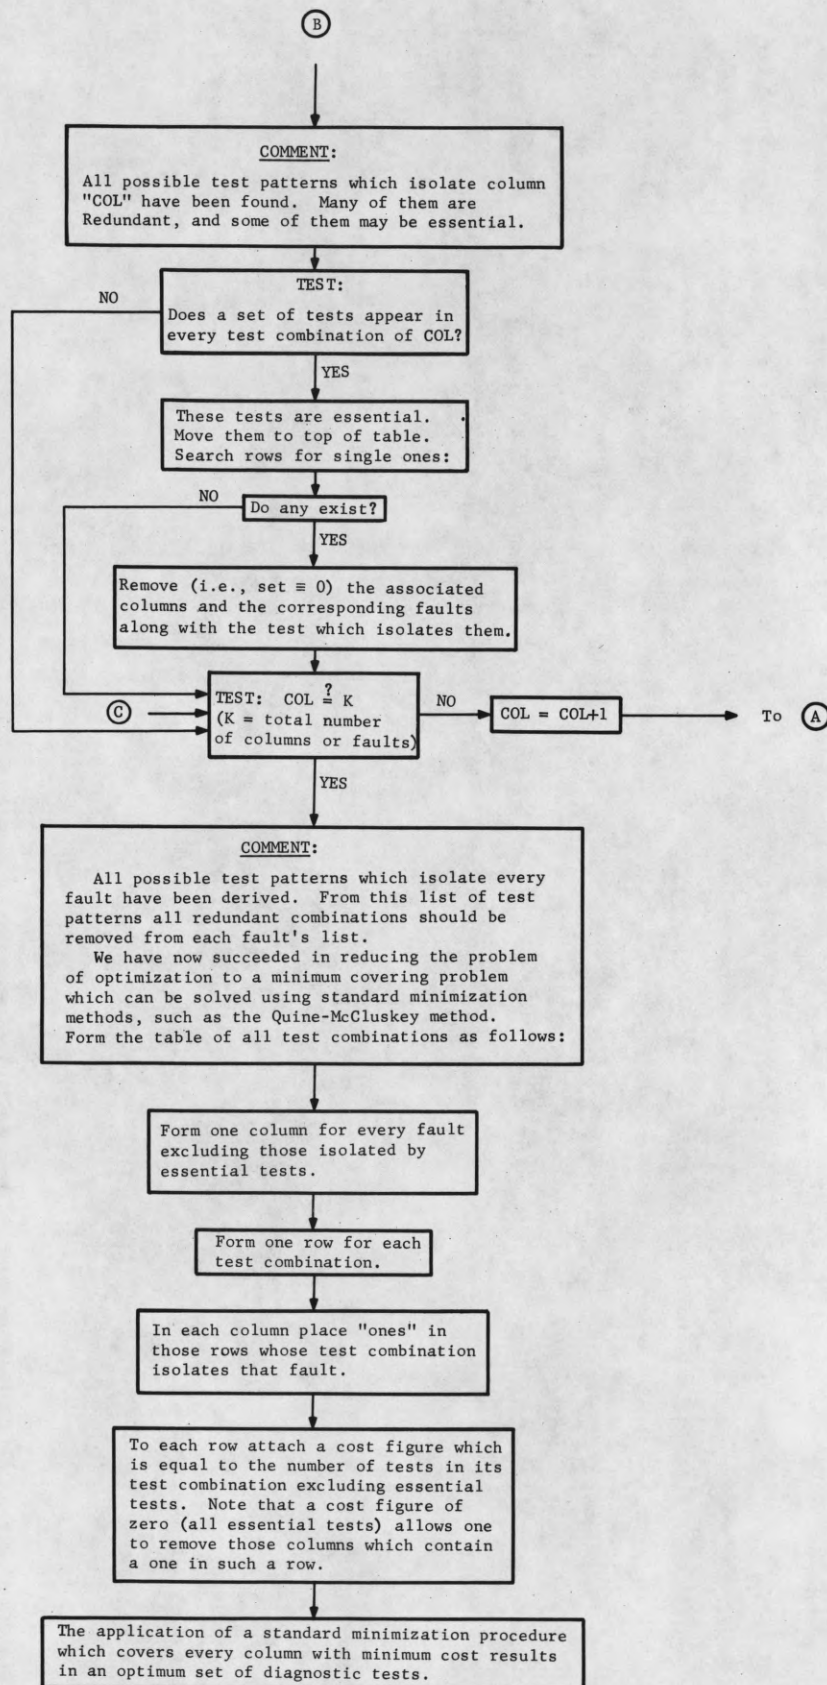 B
COMMENT:
All possible test patterns which isolate column
"COL" have been found. Many of them are
Redundant, and some of them may be essential.
TEST:
NO
Does a set of tests appear in
every test combination of COL?
YES
These tests are essential.
Move them to top of table.
Search rows for single ones:
NO
Do any exist?
YES
Remove (i.e., set ≡ 0) the associated
columns and the corresponding faults
along with the test which isolates them.
TEST: COL ≟ K
(K = total number
of columns or faults)
C
NO
COL = COL+1
To A
YES
COMMENT:
All possible test patterns which isolate every
fault have been derived. From this list of test
patterns all redundant combinations should be
removed from each fault's list.
We have now succeeded in reducing the problem
of optimization to a minimum covering problem
which can be solved using standard minimization
methods, such as the Quine-McCluskey method.
Form the table of all test combinations as follows:
Form one column for every fault
excluding those isolated by
essential tests.
Form one row for each
test combination.
In each column place "ones" in
those rows whose test combination
isolates that fault.
To each row attach a cost figure which
is equal to the number of tests in its
test combination excluding essential
tests. Note that a cost figure of
zero (all essential tests) allows one
to remove those columns which contain
a one in such a row.
The application of a standard minimization procedure
which covers every column with minimum cost results
in an optimum set of diagnostic tests.